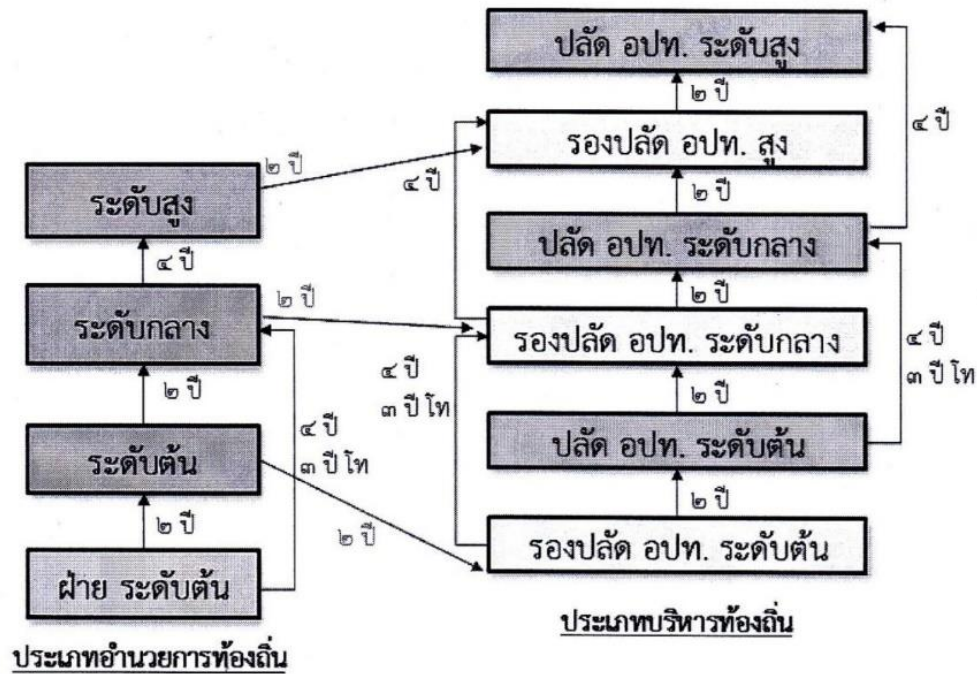 ปลัด อปท. ระดับสูง
๒ ปี
๔ ปี
รองปลัด อปท. สูง
๒ ปี
๔ ปี
ระดับสูง
๒ ปี
ปลัด อปท. ระดับกลาง
๔ ปี
๒ ปี
ระดับกลาง
๒ ปี
รองปลัด อปท. ระดับกลาง
๔ ปี
๓ ปี โท
๒ ปี
๔ ปี
๓ ปี โท
๒ ปี
ระดับต้น
๔ ปี
๓ ปี โท
ปลัด อปท. ระดับต้น
๒ ปี
๒ ปี
๒ ปี
รองปลัด อปท. ระดับต้น
ฝ่าย ระดับต้น
ประเภทบริหารท้องถิ่น
ประเภทอำนวยการท้องถิ่น